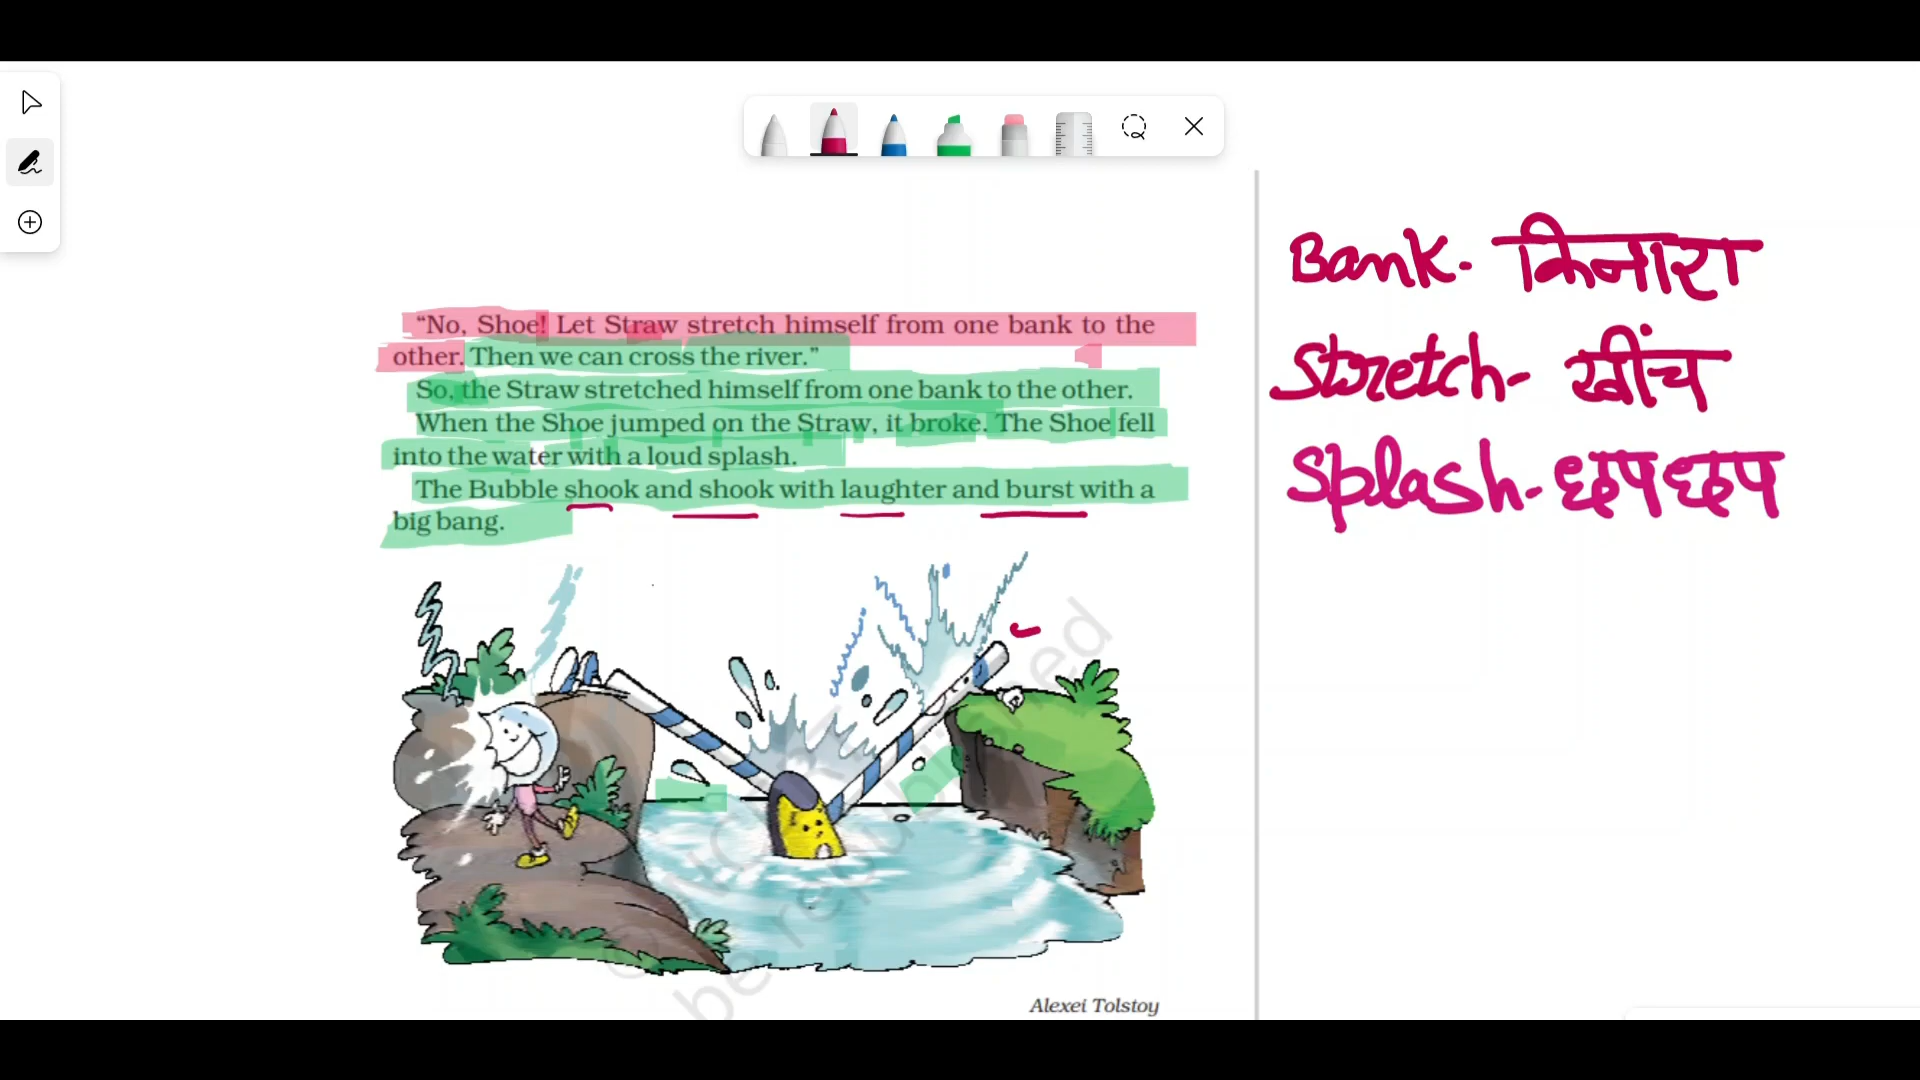 “No, Shoe! Let Straw stretch himself from one bank to the
other. Then we can cross the river.”
So, the Straw stretched himself from one bank to the other.
When the Shoe jumped on the Straw, it broke. The Shoe fell
into the water with a loud splash.
The Bubble shook and shook with laughter and burst with a
big bang.
be republished
Alexei Tolstoy
Bank- किनारा
Stretch- खींच
Splash- छपछप